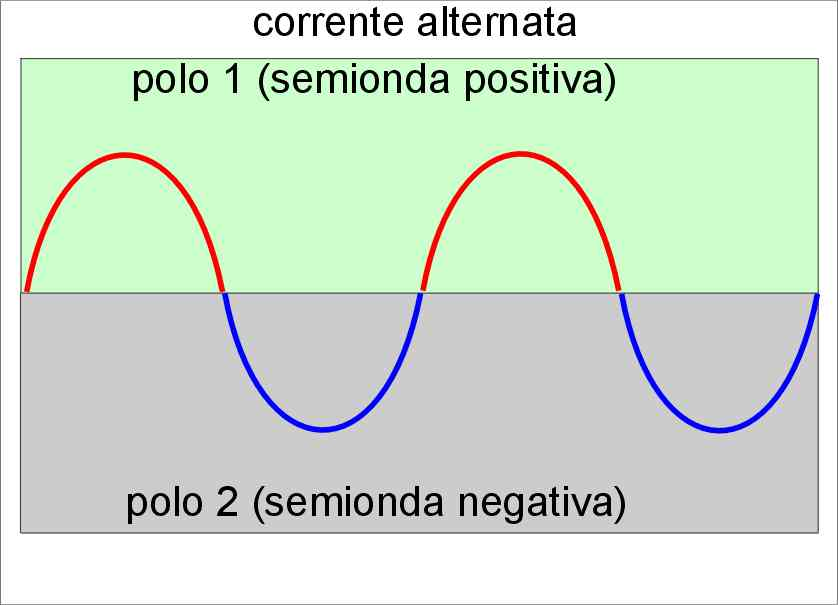 corrente alternata
polo 1 (semionda positiva)
polo 2 (semionda negativa)